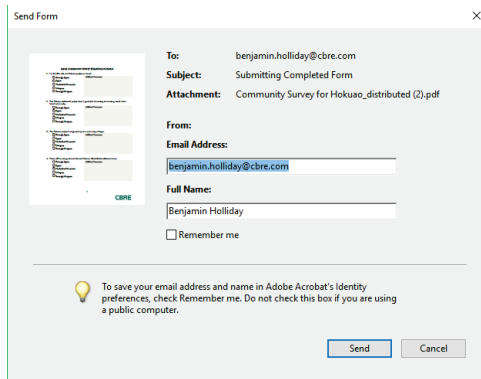 Send Form
To: benjamin.holliday@cbre.com
Subject: Submitting Completed Form
Attachment: Community Survey for Hokuao_distributed (2).pdf
From:
Email Address:
benjamin.holliday@cbre.com
Full Name:
Benjamin Holliday
Remember me
CBRE
To save your email address and name in Adobe Acrobat's Identity
preferences, check Remember me. Do not check this box if you are using
a public computer.
Send Cancel